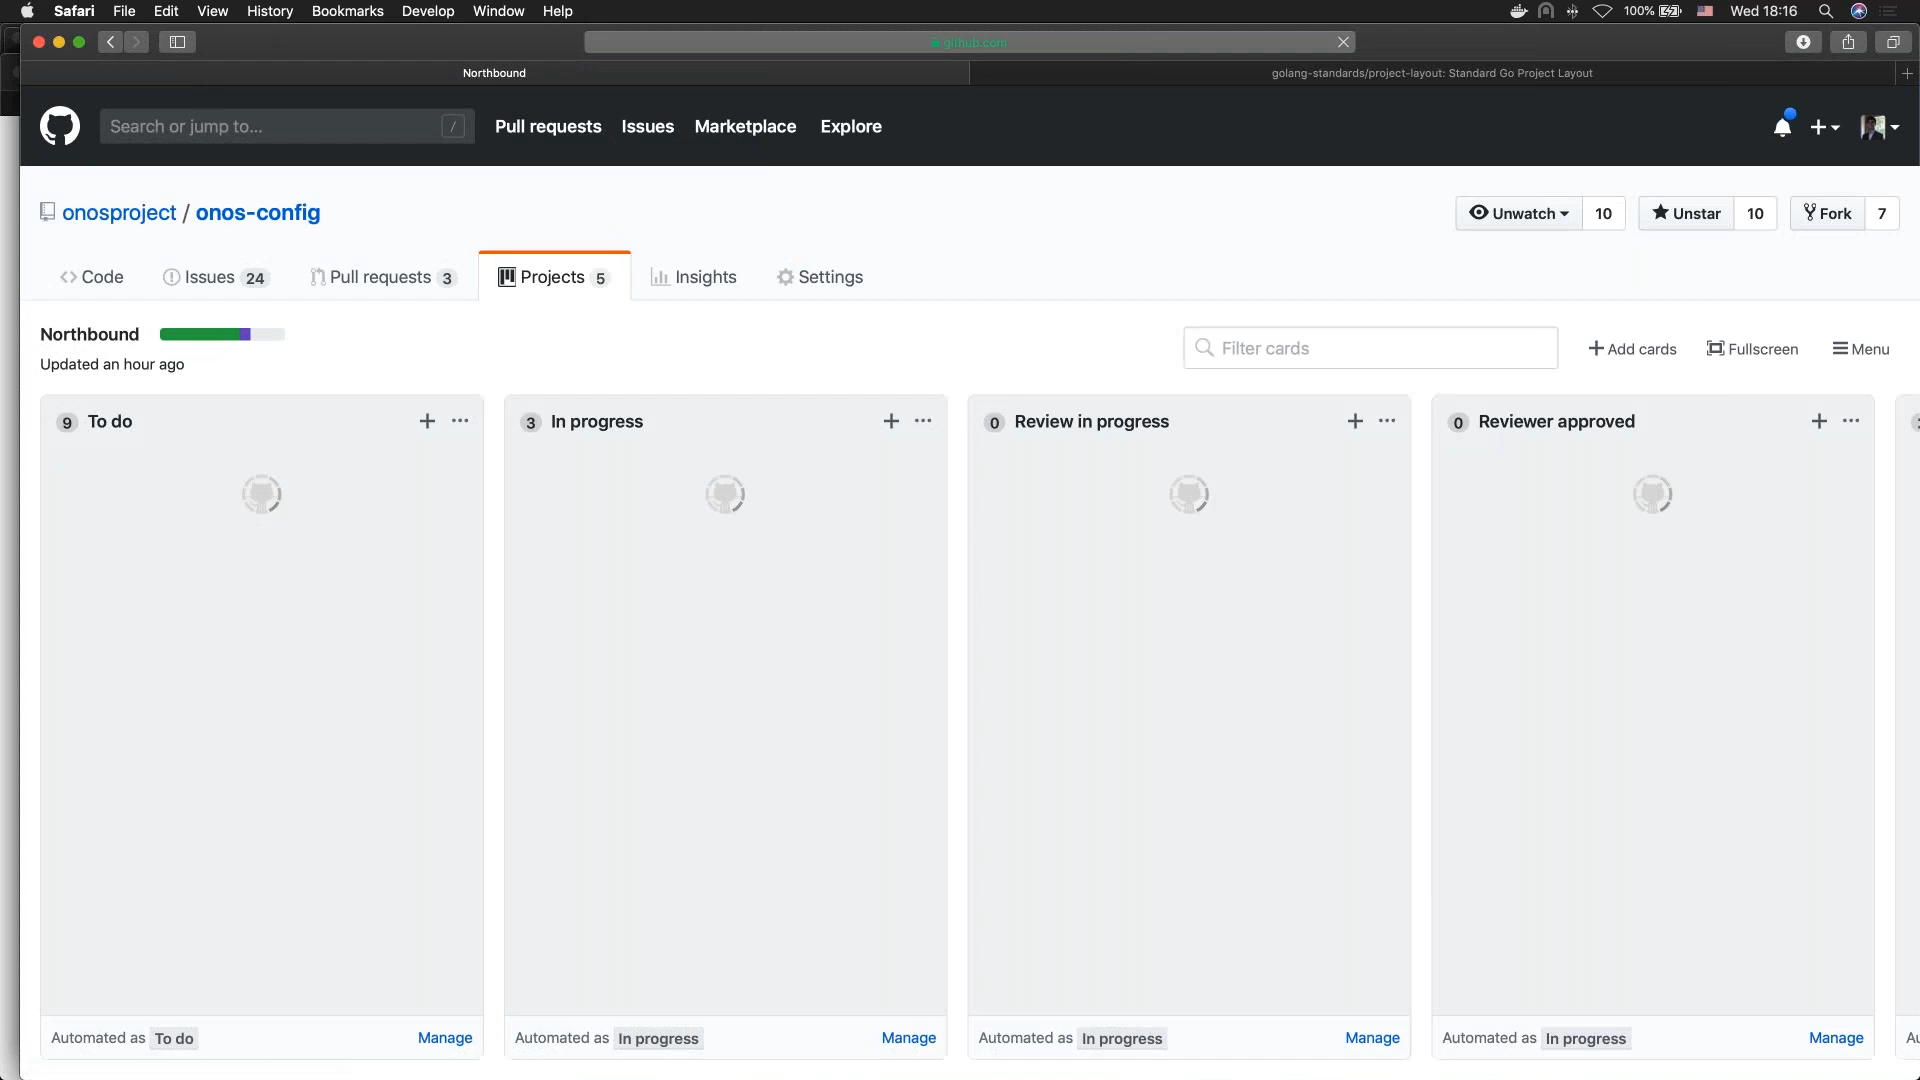 Safari File Edit View History Bookmarks Develop Window Help 100% Wed 18:16
github.com
Northbound golang-standards/project-layout: Standard Go Project Layout
Search or jump to... / Pull requests Issues Marketplace Explore
onosproject / onos-config Unwatch 10 Unstar 10 Fork 7
Code Issues 24 Pull requests 3 Projects 5 Insights Settings
Northbound
Updated an hour ago
Filter cards Add cards Fullscreen Menu
9 To do 3 In progress 0 Review in progress 0 Reviewer approved
Automated as To do Manage Automated as In progress Manage Automated as In progress Manage Automated as In progress Manage